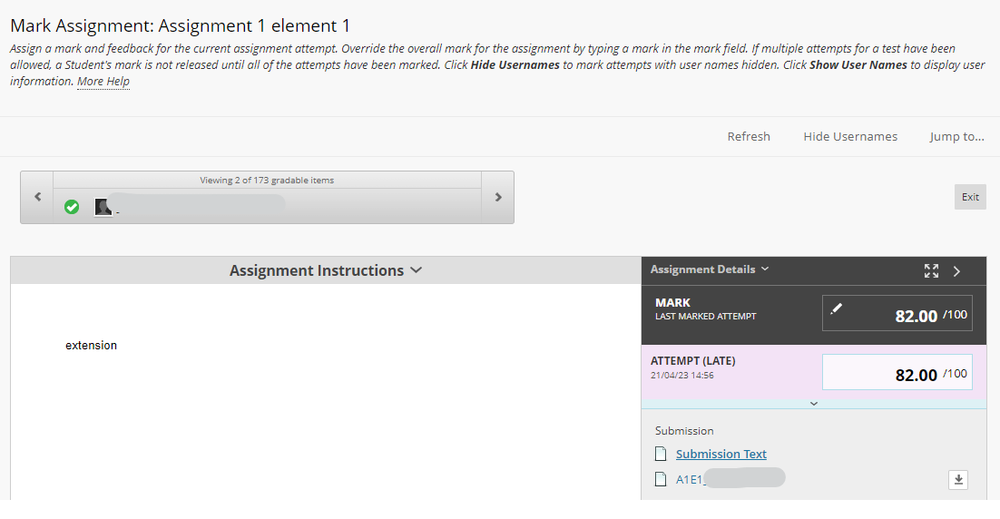 Mark Assignment: Assignment 1 element 1
Assign a mark and feedback for the current assignment attempt. Override the overall mark for the assignment by typing a mark in the mark field. If multiple attempts for a test have been
allowed, a Student's mark is not released until all of the attempts have been marked. Click Hide Usernames to mark attempts with user names hidden. Click Show User Names to display user
information. More Help
Refresh Hide Usernames Jump to...
Viewing 2 of 173 gradable items
Exit
Assignment Instructions
extension
Assignment Details
MARK
LAST MARKED ATTEMPT
82.00 /100
ATTEMPT (LATE)
21/04/23 14:56
82.00 /100
Submission
Submission Text
A1E1_